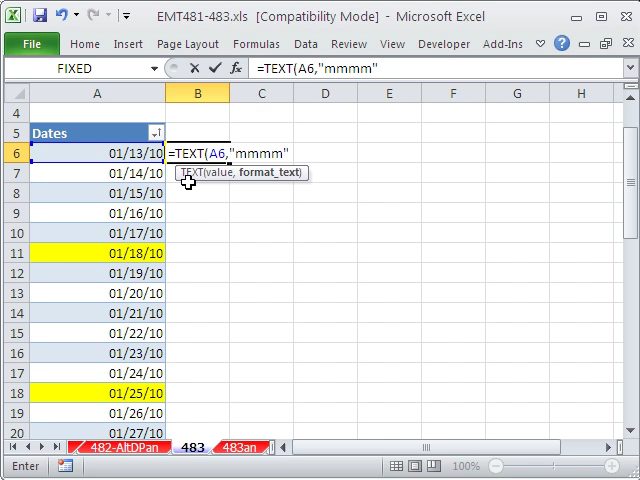 EMT481-483.xls  [Compatibility Mode]  -  Microsoft Excel
File Home Insert Page Layout Formulas Data Review View Developer Add-Ins
FIXED fx =TEXT(A6,"mmmm"
A B C D E F G H
4
5 Dates
6 01/13/10 =TEXT(A6,"mmmm"
TEXT(value, format_text)
7 01/14/10
8 01/15/10
9 01/16/10
10 01/17/10
11 01/18/10
12 01/19/10
13 01/20/10
14 01/21/10
15 01/22/10
16 01/23/10
17 01/24/10
18 01/25/10
19 01/26/10
20 01/27/10
482-AltDPan 483 483an
Enter 100%